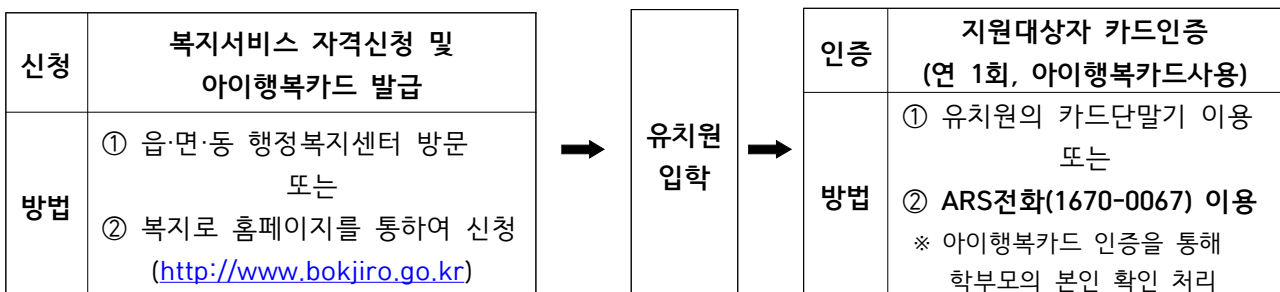 신청
복지서비스 자격신청 및
아이행복카드 발급
방법
① 읍·면·동 행정복지센터 방문
또는
② 복지로 홈페이지를 통하여 신청
(http://www.bokjiro.go.kr)
유치원
입학
인증
지원대상자 카드인증
(연 1회, 아이행복카드사용)
방법
① 유치원의 카드단말기 이용
또는
② ARS전화(1670-0067) 이용
※ 아이행복카드 인증을 통해
학부모의 본인 확인 처리